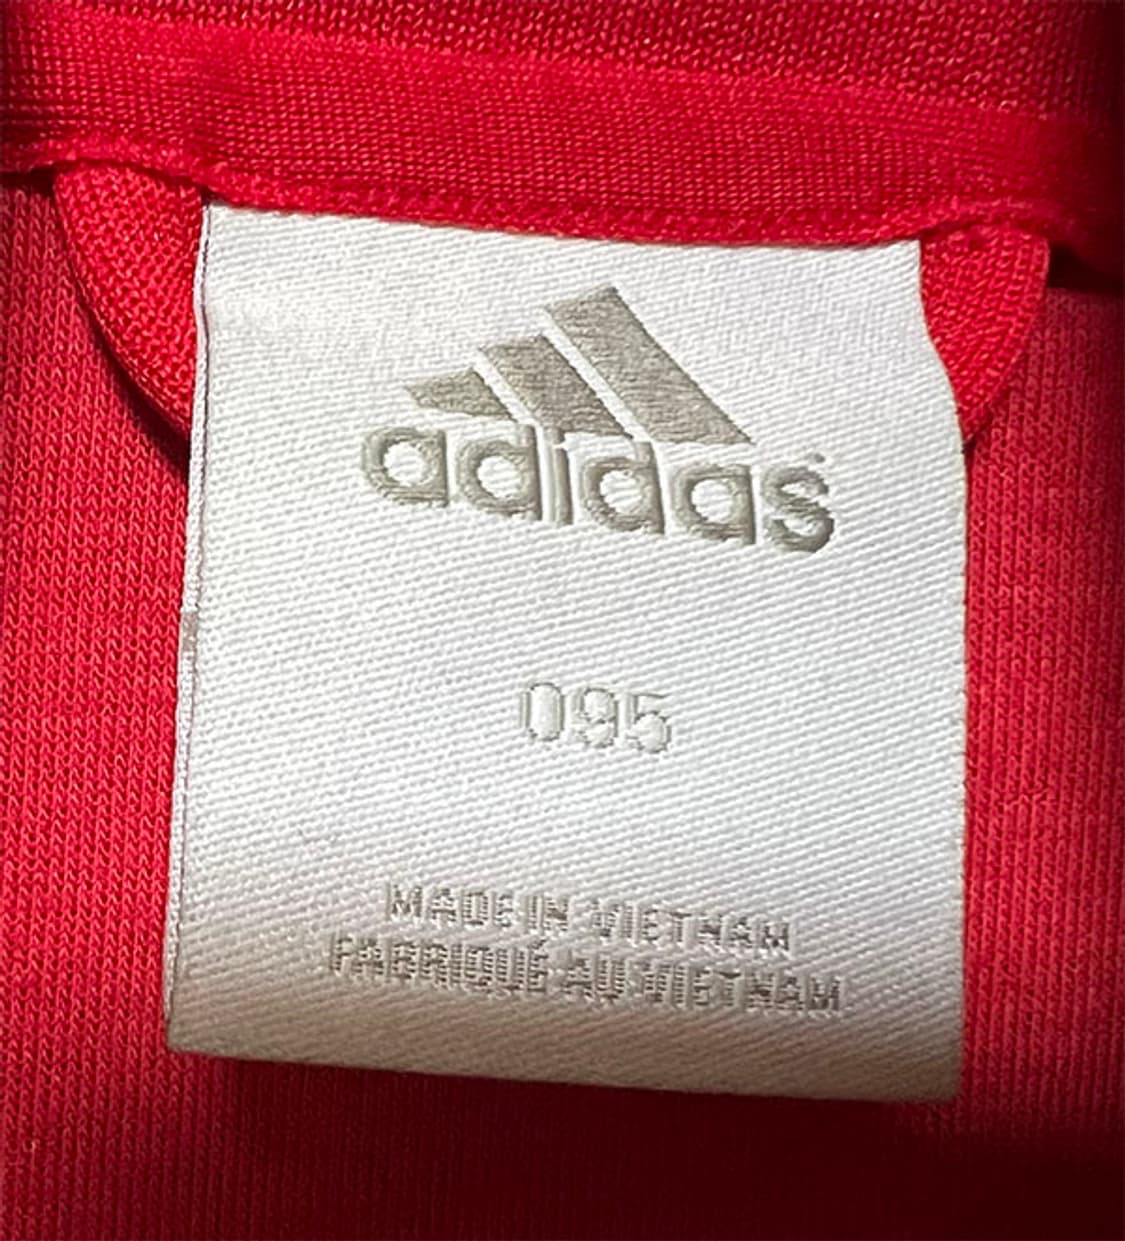 adidas
095
MADE IN VIETNAM
FABRIQUÉ AU VIETNAM